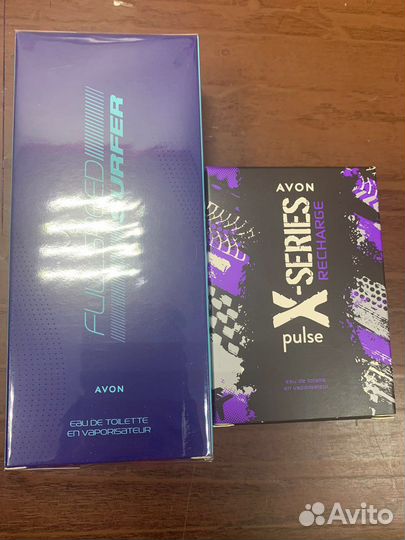 FULL SPEED
SURFER
AVON
EAU DE TOILETTE
EN VAPORISATEUR
AVON
X-SERIES
RECHARGE
pulse
eau de toilette
en vaporisateur
Avito